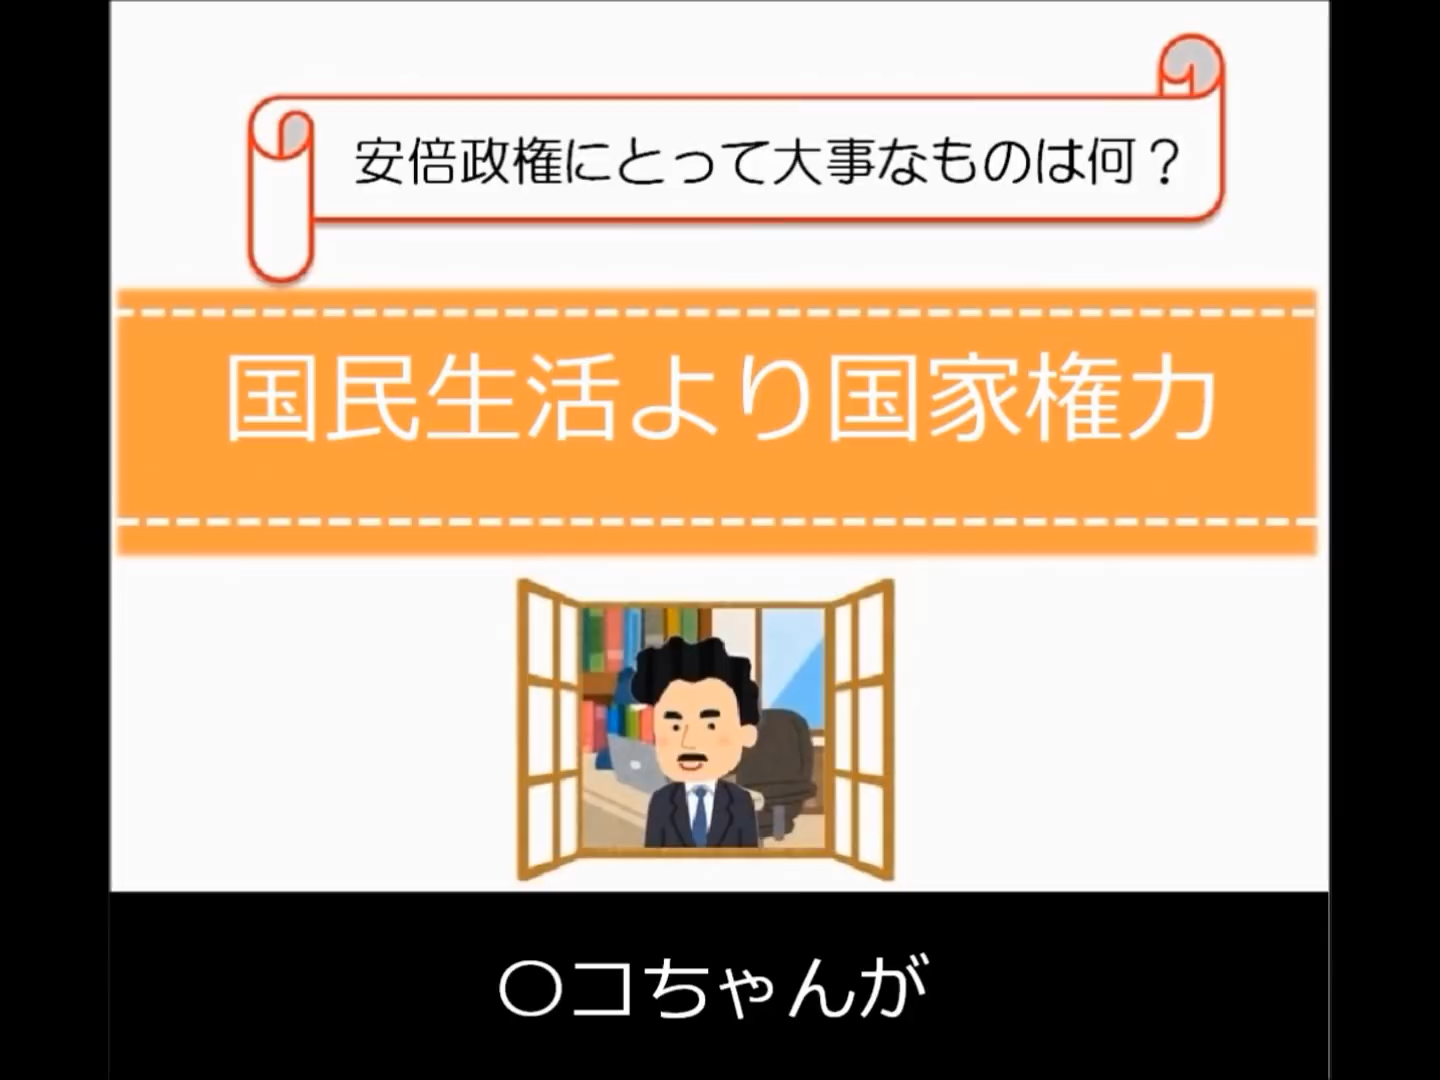 安倍政権にとって大事なものは何？
国民生活より国家権力
〇コちゃんが